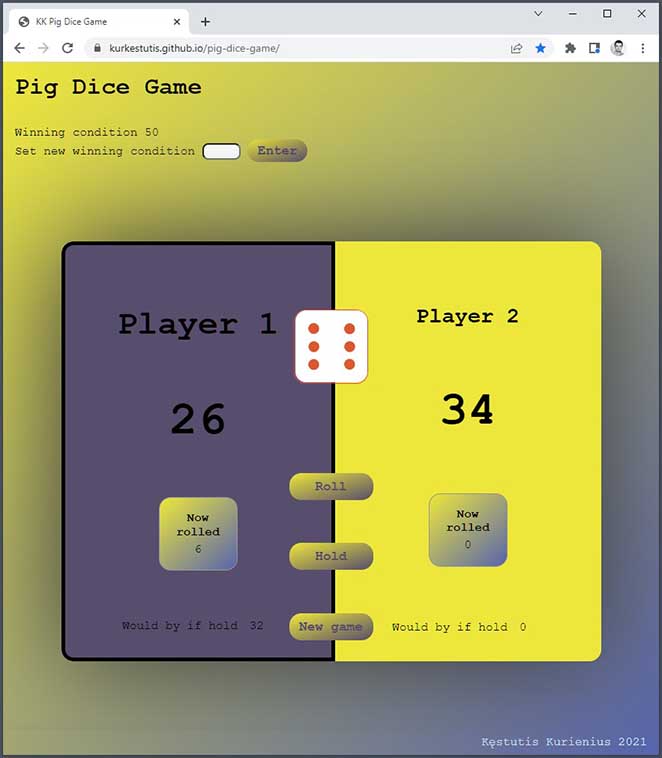 KK Pig Dice Game
kurkestutis.github.io/pig-dice-game/
Pig Dice Game
Winning condition 50
Set new winning condition Enter
Player 1
26
Now
rolled
6
Would by if hold 32
Roll
Hold
New game
Player 2
34
Now
rolled
0
Would by if hold 0
Kęstutis Kurienius 2021